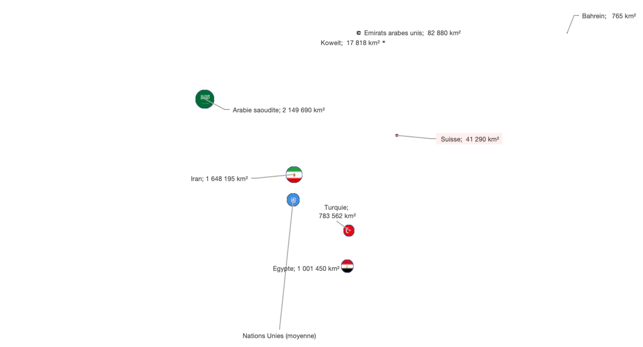 Bahrein; 765 km²
Emirats arabes unis; 82 880 km²
Koweit; 17 818 km²
Arabie saoudite; 2 149 690 km²
Suisse; 41 290 km²
Iran; 1 648 195 km²
Turquie;
783 562 km²
Egypte; 1 001 450 km²
Nations Unies (moyenne)